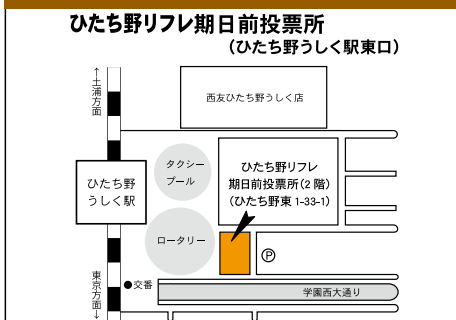 ひたち野リフレ期日前投票所
(ひたち野うしく駅東口)
←土浦方面
西友ひたち野うしく店
タクシー
プール
ひたち野リフレ
期日前投票所(2階)
(ひたち野東 1-33-1)
ひたち野
うしく駅
ロータリー
P
東京方面→
●交番
学園西大通り